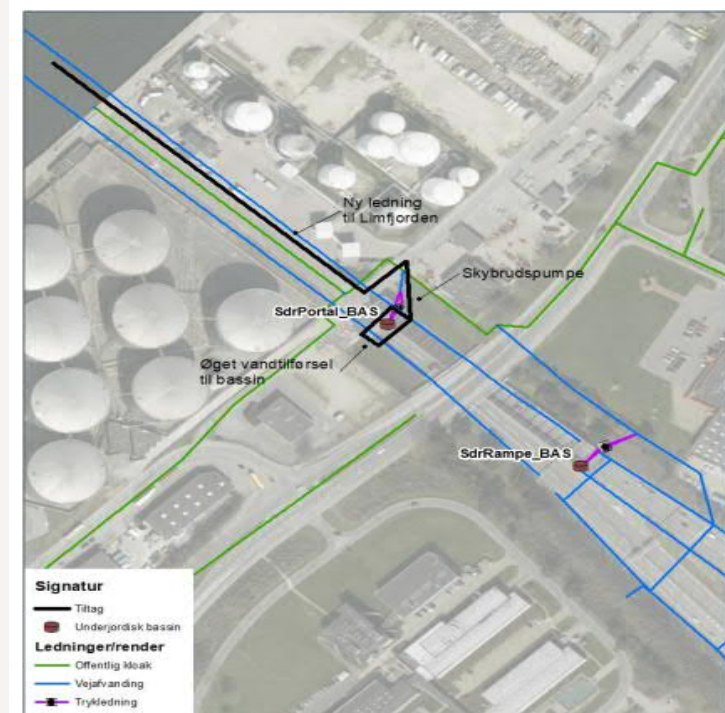 Ny ledning
til Limfjorden
Skybrudspumpe
SdrPortal_BAS
Øget vandtilførsel
til bassin
SdrRampe_BAS
Signatur
Tiltag
Underjordisk bassin
Ledninger/render
Offentlig kloak
Vejafvanding
Trykledning